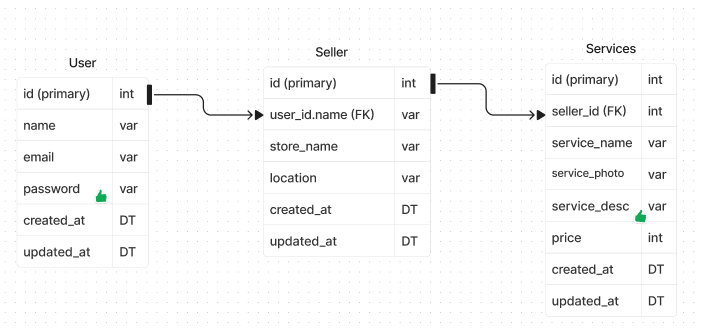 User
id (primary) int
name var
email var
password var
created_at DT
updated_at DT
Seller
id (primary) int
user_id.name (FK) var
store_name var
location var
created_at DT
updated_at DT
Services
id (primary) int
seller_id (FK) int
service_name var
service_photo var
service_desc var
price int
created_at DT
updated_at DT